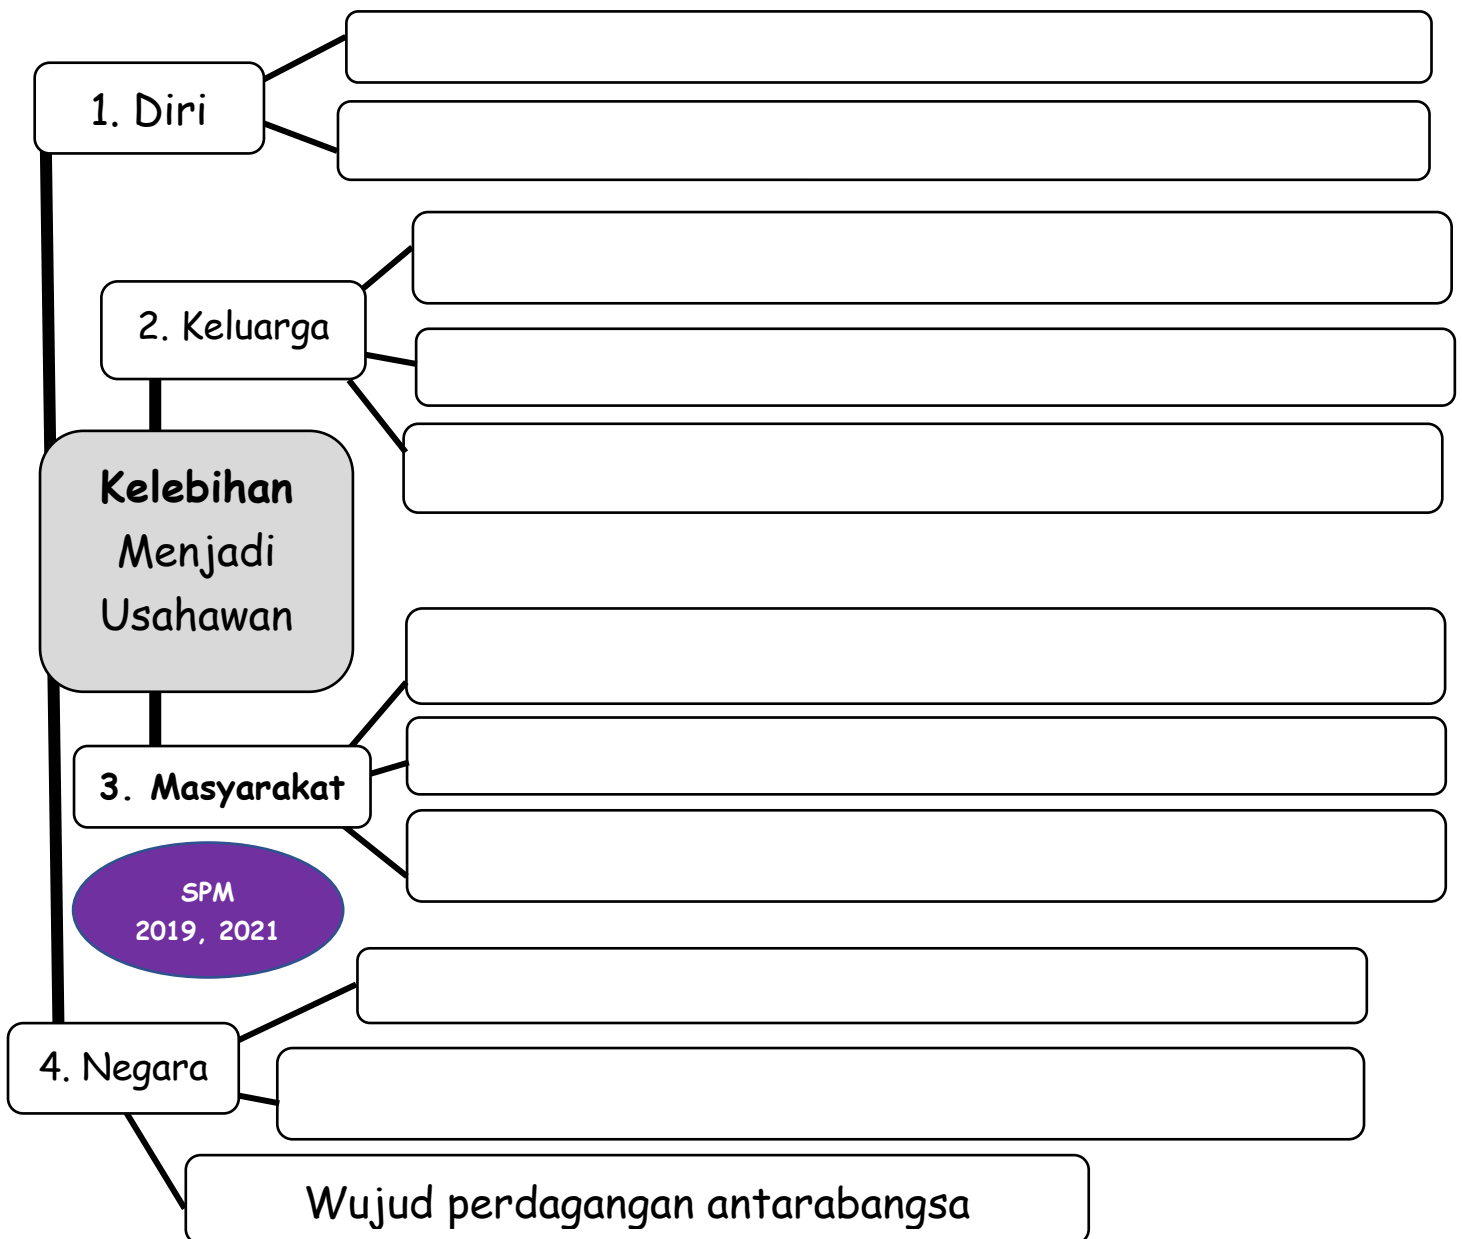 1. Diri
2. Keluarga
Kelebihan
Menjadi
Usahawan
3. Masyarakat
SPM
2019, 2021
4. Negara
Wujud perdagangan antarabangsa